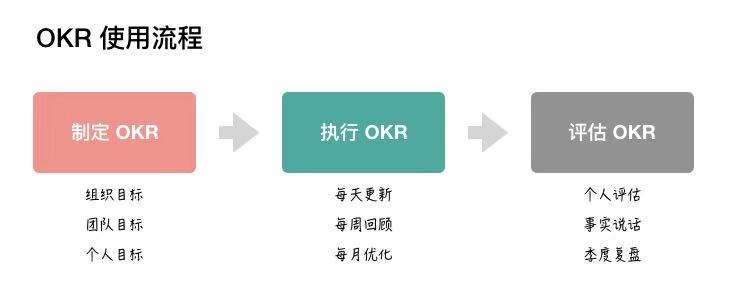 OKR 使用流程
制定 OKR
执行 OKR
评估 OKR
组织目标
团队目标
个人目标
每天更新
每周回顾
每月优化
个人评估
事实说话
季度复盘